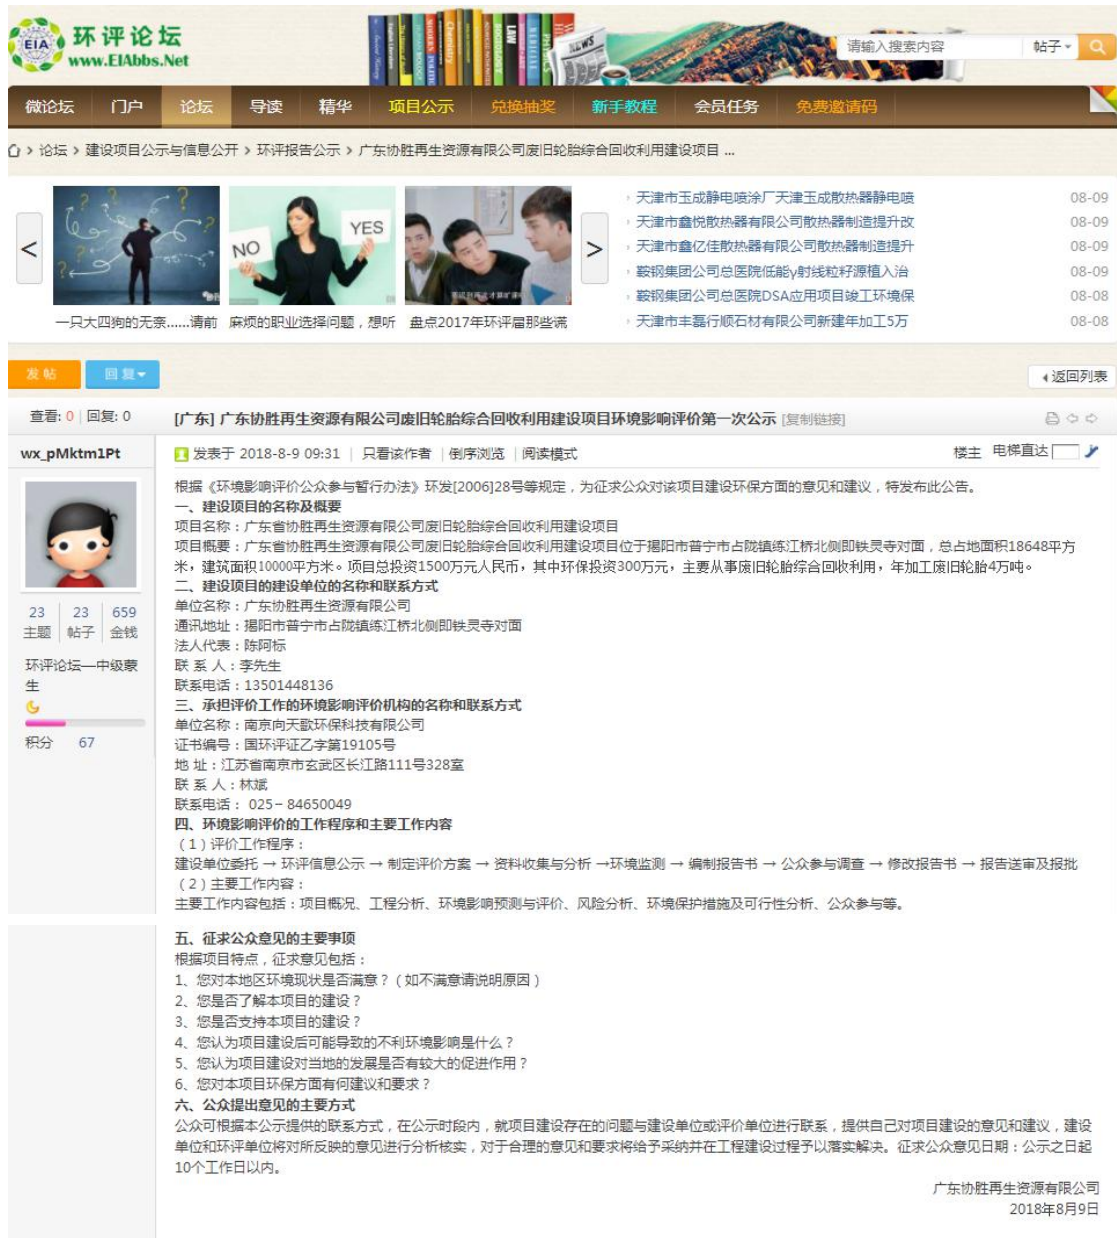 EIA 环评论坛
www.EIAbbs.Net
NEWS
LAW
请输入搜索内容 帖子
微论坛 门户 论坛 导读 精华 项目公示 兑换抽奖 新手教程 会员任务 免费邀请码
› 论坛 › 建设项目公示与信息公开 › 环评报告公示 › 广东协胜再生资源有限公司废旧轮胎综合回收利用建设项目 ...
NO
YES
一只大四狗的无奈……请前 麻烦的职业选择问题，想听 盘点2017年环评届那些谎
天津市玉成静电喷涂厂天津玉成散热器静电喷 08-09
天津市鑫悦散热器有限公司散热器制造提升改 08-09
天津市鑫亿佳散热器有限公司散热器制造提升 08-09
鞍钢集团公司总医院低能γ射线粒籽源植入治 08-09
鞍钢集团公司总医院DSA应用项目竣工环境保 08-08
天津市丰磊行顺石材有限公司新建年加工5万 08-08
发帖 回复 返回列表
查看: 0 | 回复: 0
[广东] 广东协胜再生资源有限公司废旧轮胎综合回收利用建设项目环境影响评价第一次公示 [复制链接]
wx_pMktm1Pt
发表于 2018-8-9 09:31 | 只看该作者 | 倒序浏览 | 阅读模式 楼主 电梯直达
23 23 659
主题 帖子 金钱
环评论坛—中级蒙
生
积分 67
根据《环境影响评价公众参与暂行办法》环发[2006]28号等规定，为征求公众对该项目建设环保方面的意见和建议，特发布此公告。
一、建设项目的名称及概要
项目名称：广东省协胜再生资源有限公司废旧轮胎综合回收利用建设项目
项目概要：广东省协胜再生资源有限公司废旧轮胎综合回收利用建设项目位于揭阳市普宁市占陇镇练江桥北侧即铁灵寺对面，总占地面积18648平方
米，建筑面积10000平方米。项目总投资1500万元人民币，其中环保投资300万元，主要从事废旧轮胎综合回收利用，年加工废旧轮胎4万吨。
二、建设项目的建设单位的名称和联系方式
单位名称：广东协胜再生资源有限公司
通讯地址：揭阳市普宁市占陇镇练江桥北侧即铁灵寺对面
法人代表：陈阿标
联 系 人：李先生
联系电话：13501448136
三、承担评价工作的环境影响评价机构的名称和联系方式
单位名称：南京向天歌环保科技有限公司
证书编号：国环评证乙字第19105号
地 址：江苏省南京市玄武区长江路111号328室
联 系 人：林斌
联系电话： 025－84650049
四、环境影响评价的工作程序和主要工作内容
（1）评价工作程序：
建设单位委托 → 环评信息公示 → 制定评价方案 → 资料收集与分析 →环境监测 → 编制报告书 → 公众参与调查 → 修改报告书 → 报告送审及报批
（2）主要工作内容：
主要工作内容包括：项目概况、工程分析、环境影响预测与评价、风险分析、环境保护措施及可行性分析、公众参与等。
五、征求公众意见的主要事项
根据项目特点，征求意见包括：
1、您对本地区环境现状是否满意？（如不满意请说明原因）
2、您是否了解本项目的建设？
3、您是否支持本项目的建设？
4、您认为项目建设后可能导致的不利环境影响是什么？
5、您认为项目建设对当地的发展是否有较大的促进作用？
6、您对本项目环保方面有何建议和要求？
六、公众提出意见的主要方式
公众可根据本公示提供的联系方式，在公示时段内，就项目建设存在的问题与建设单位或评价单位进行联系，提供自己对项目建设的意见和建议，建设
单位和环评单位将对所反映的意见进行分析核实，对于合理的意见和要求将给予采纳并在工程建设过程予以落实解决。征求公众意见日期：公示之日起
10个工作日以内。
广东协胜再生资源有限公司
2018年8月9日